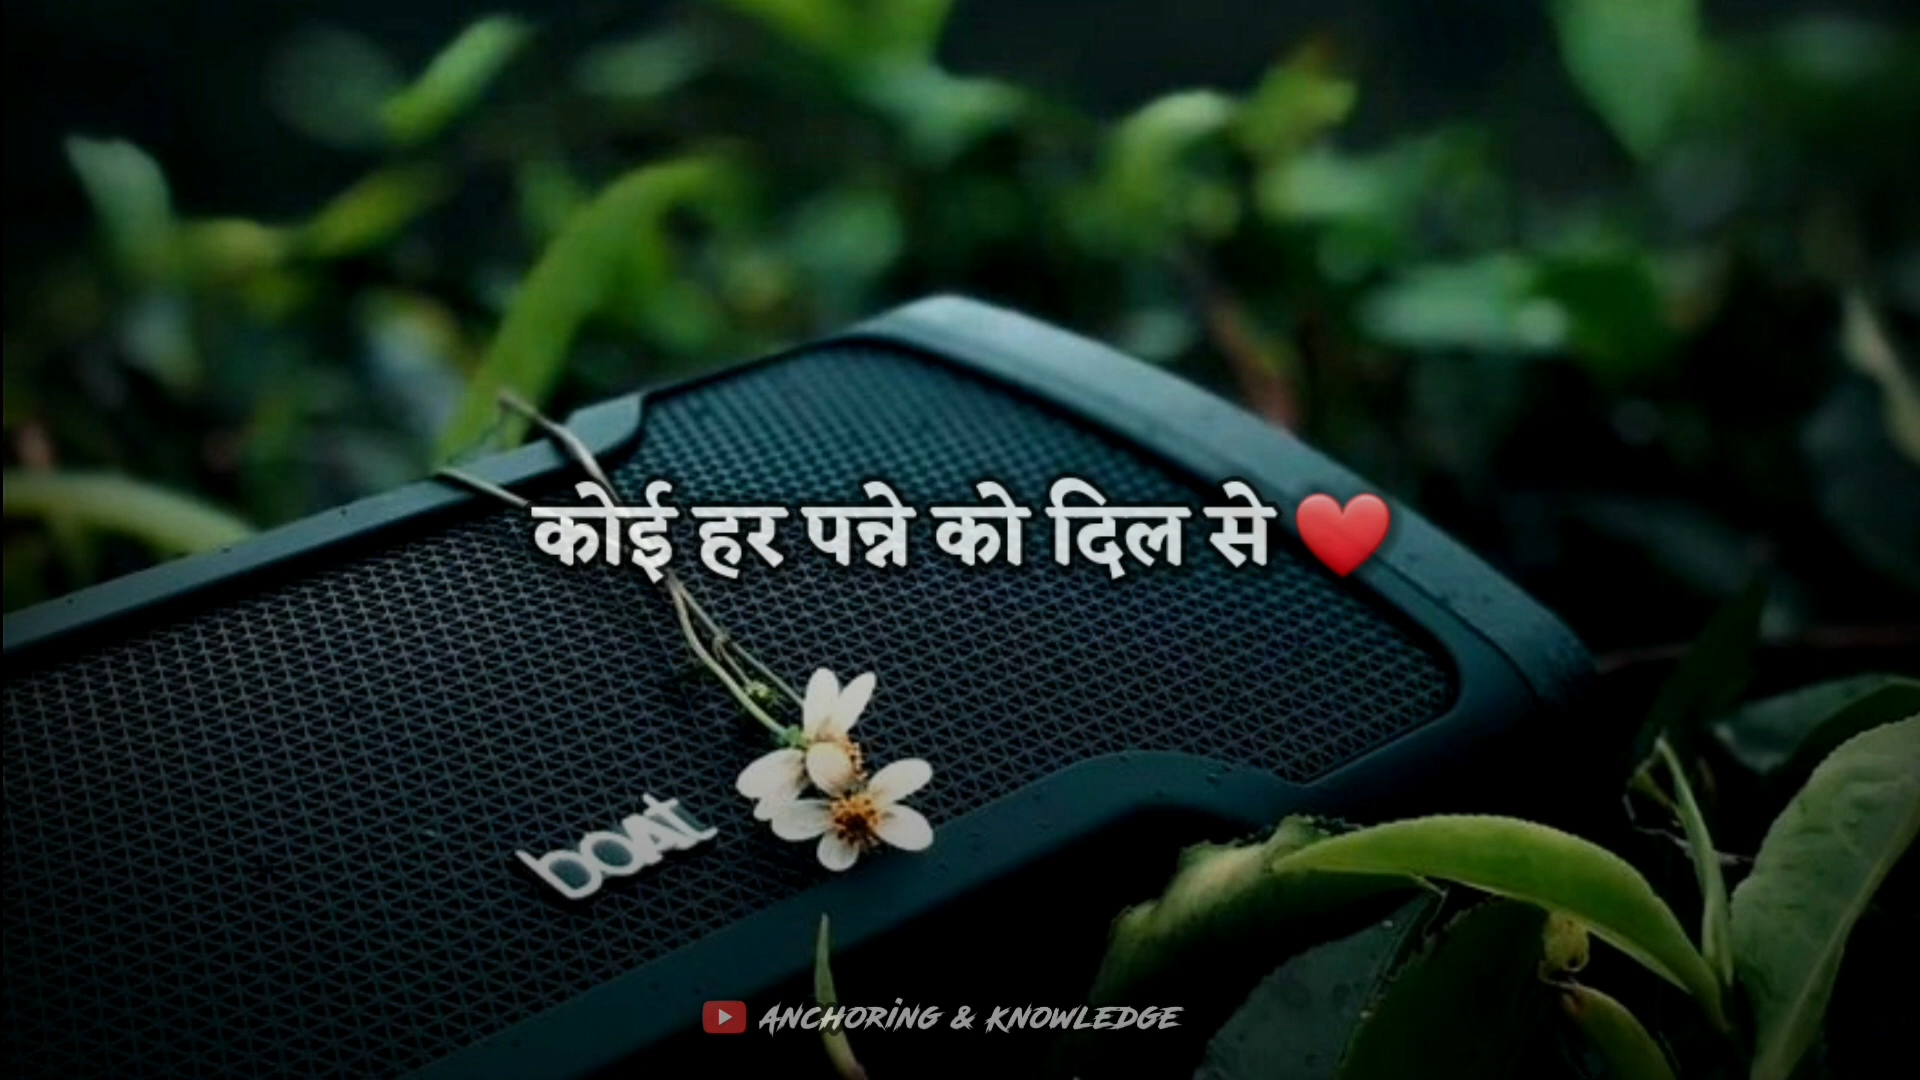 कोई हर पन्ने को दिल से ❤️
boAt
ANCHORING & KNOWLEDGE